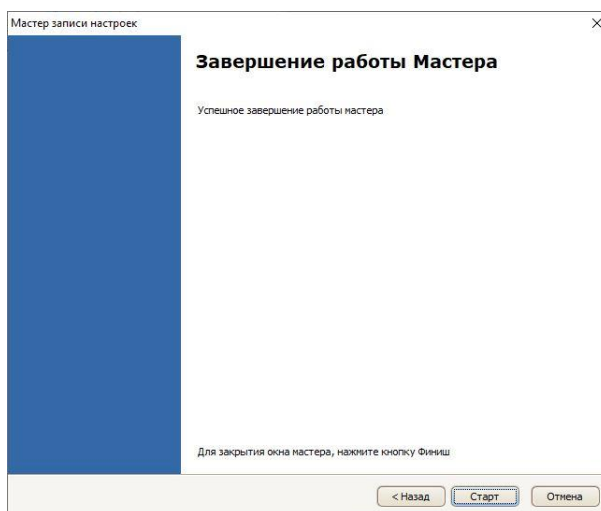 Мастер записи настроек
Завершение работы Мастера
Успешное завершение работы мастера
Для закрытия окна мастера, нажмите кнопку Финиш
< Назад Старт Отмена